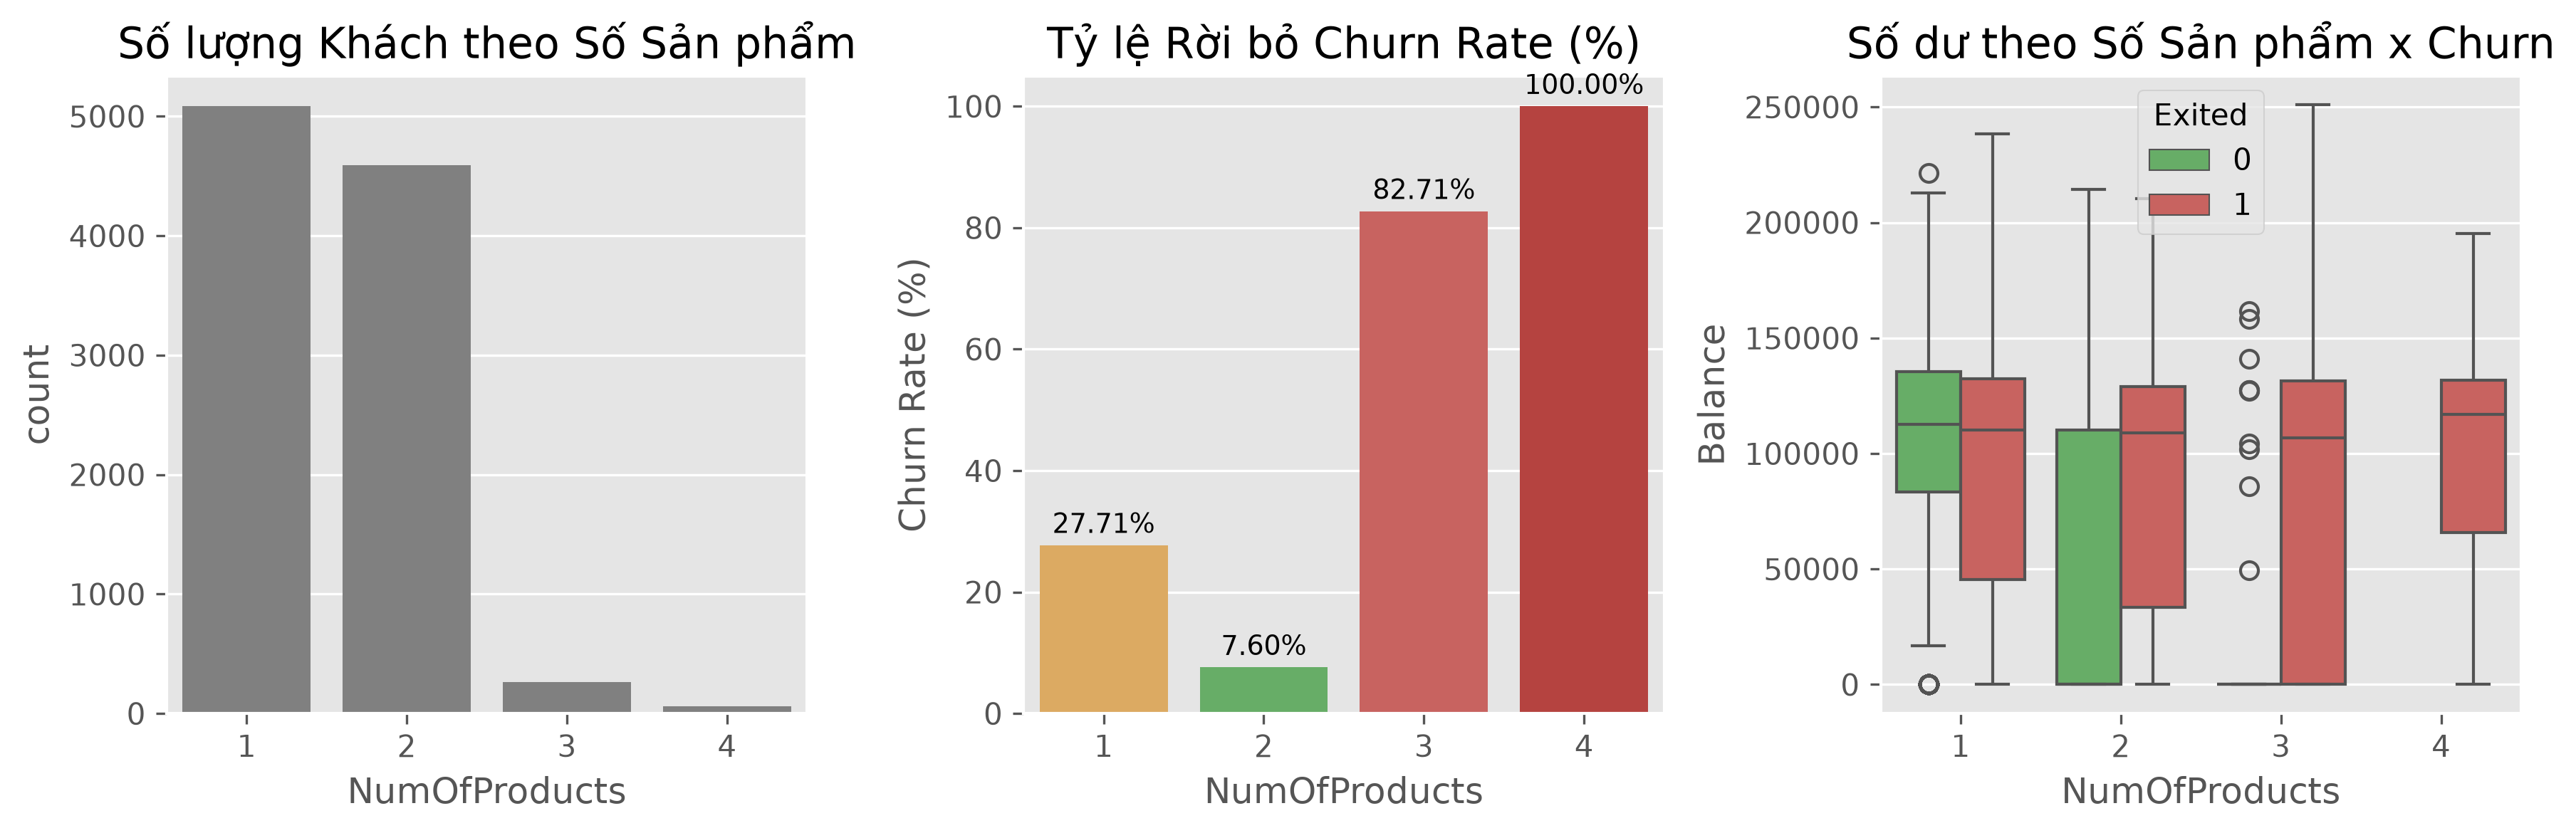 Số lượng Khách theo Số Sản phẩm
count
5000
4000
3000
2000
1000
0
1 2 3 4
NumOfProducts
Tỷ lệ Rời bỏ Churn Rate (%)
Churn Rate (%)
100
80
60
40
20
0
27.71%
7.60%
82.71%
100.00%
1 2 3 4
NumOfProducts
Số dư theo Số Sản phẩm x Churn
Balance
250000
200000
150000
100000
50000
0
Exited
0
1
1 2 3 4
NumOfProducts